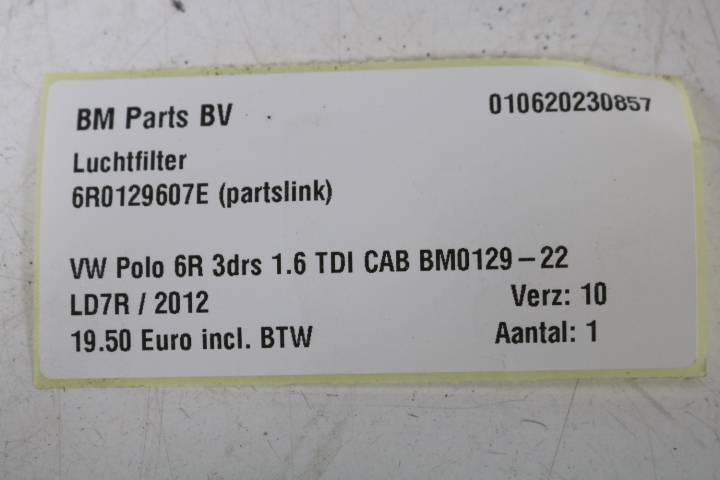 BM Parts BV 010620230857
Luchtfilter
6R0129607E (partslink)
VW Polo 6R 3drs 1.6 TDI CAB BM0129-22
LD7R / 2012 Verz: 10
19.50 Euro incl. BTW Aantal: 1